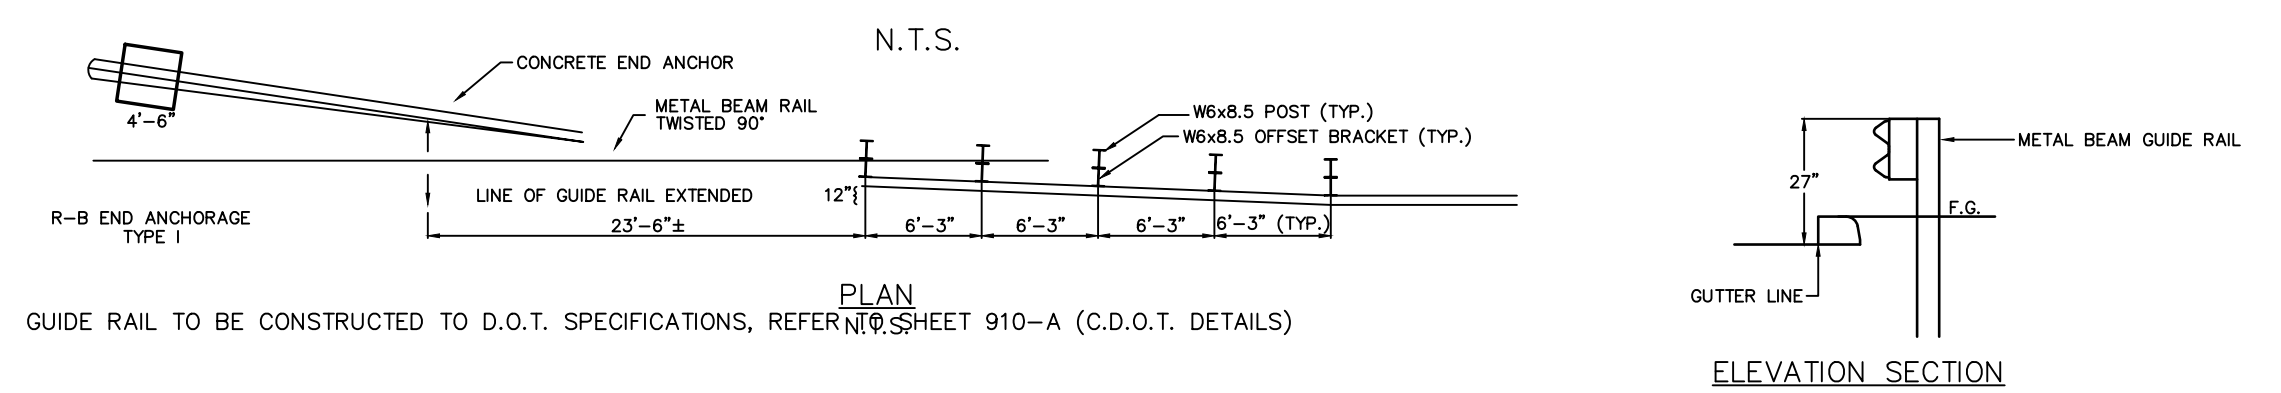 N.T.S.
CONCRETE END ANCHOR
4'-6"
METAL BEAM RAIL
TWISTED 90°
W6x8.5 POST (TYP.)
W6x8.5 OFFSET BRACKET (TYP.)
LINE OF GUIDE RAIL EXTENDED
12"
R-B END ANCHORAGE
TYPE I
23'-6"±
6'-3"
6'-3"
6'-3"
6'-3" (TYP.)
PLAN
N.T.S.
GUIDE RAIL TO BE CONSTRUCTED TO D.O.T. SPECIFICATIONS, REFER TO SHEET 910-A (C.D.O.T. DETAILS)
METAL BEAM GUIDE RAIL
27"
F.G.
GUTTER LINE
ELEVATION SECTION